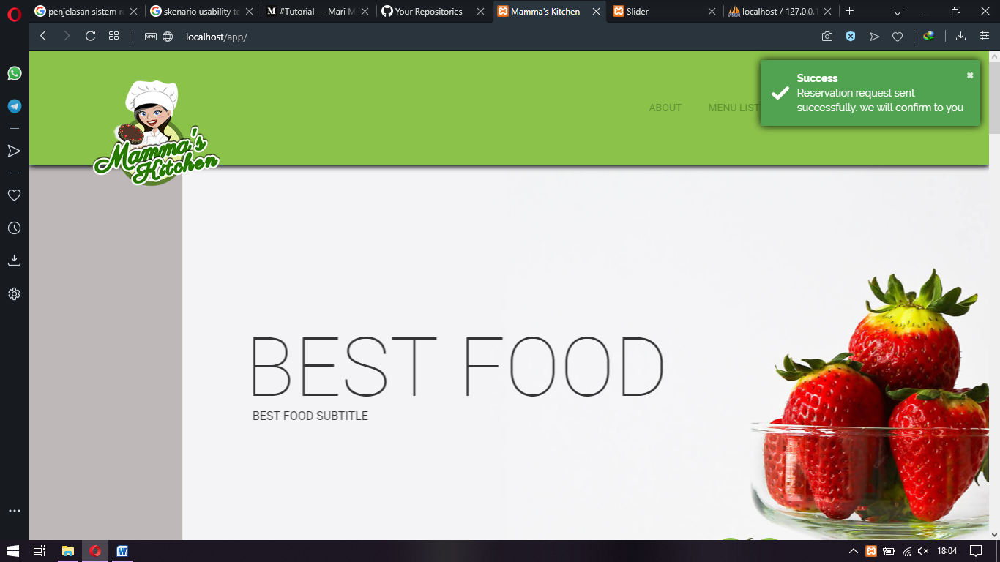 penjelasan sistem re
skenario usability te
#Tutorial — Mari M
Your Repositories
Mamma's Kitchen
Slider
localhost / 127.0.0.1
VPN
localhost/app/
Mamma's
Kitchen
ABOUT
MENU LIST
Success
Reservation request sent
successfully. we will confirm to you
BEST FOOD
BEST FOOD SUBTITLE
18:04